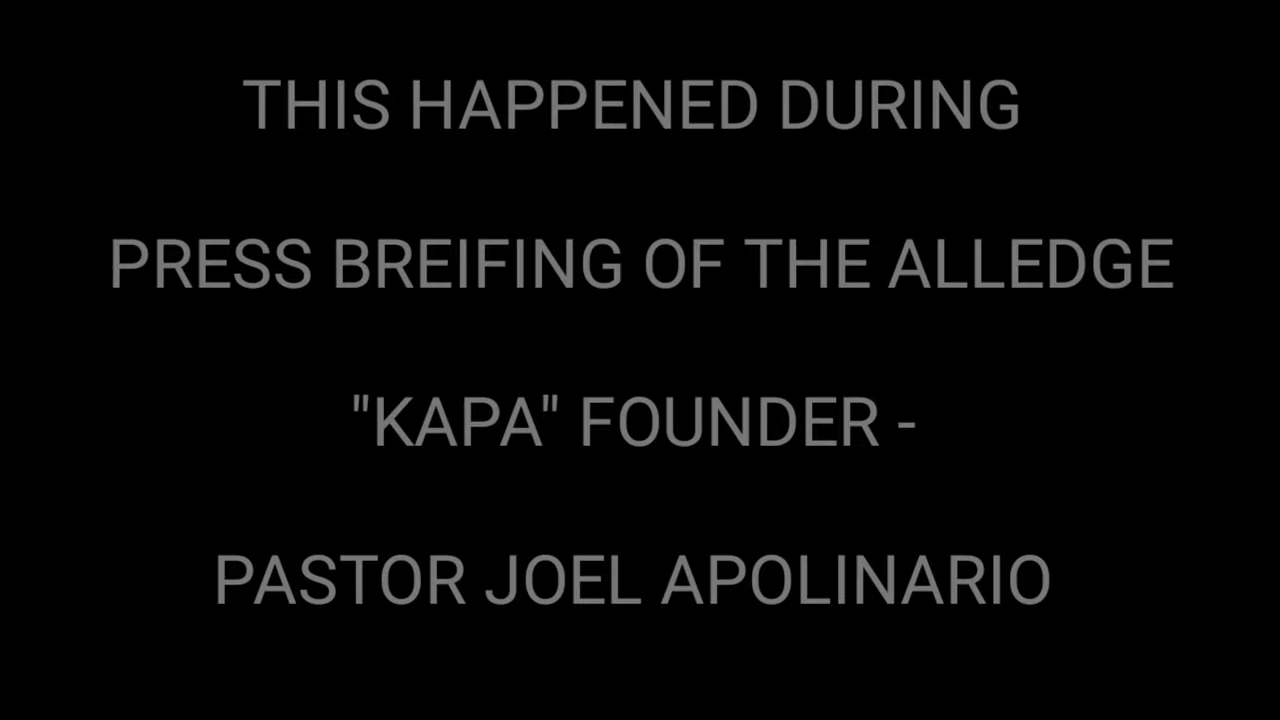 THIS HAPPENED DURING
PRESS BREIFING OF THE ALLEDGE
"KAPA" FOUNDER -
PASTOR JOEL APOLINARIO